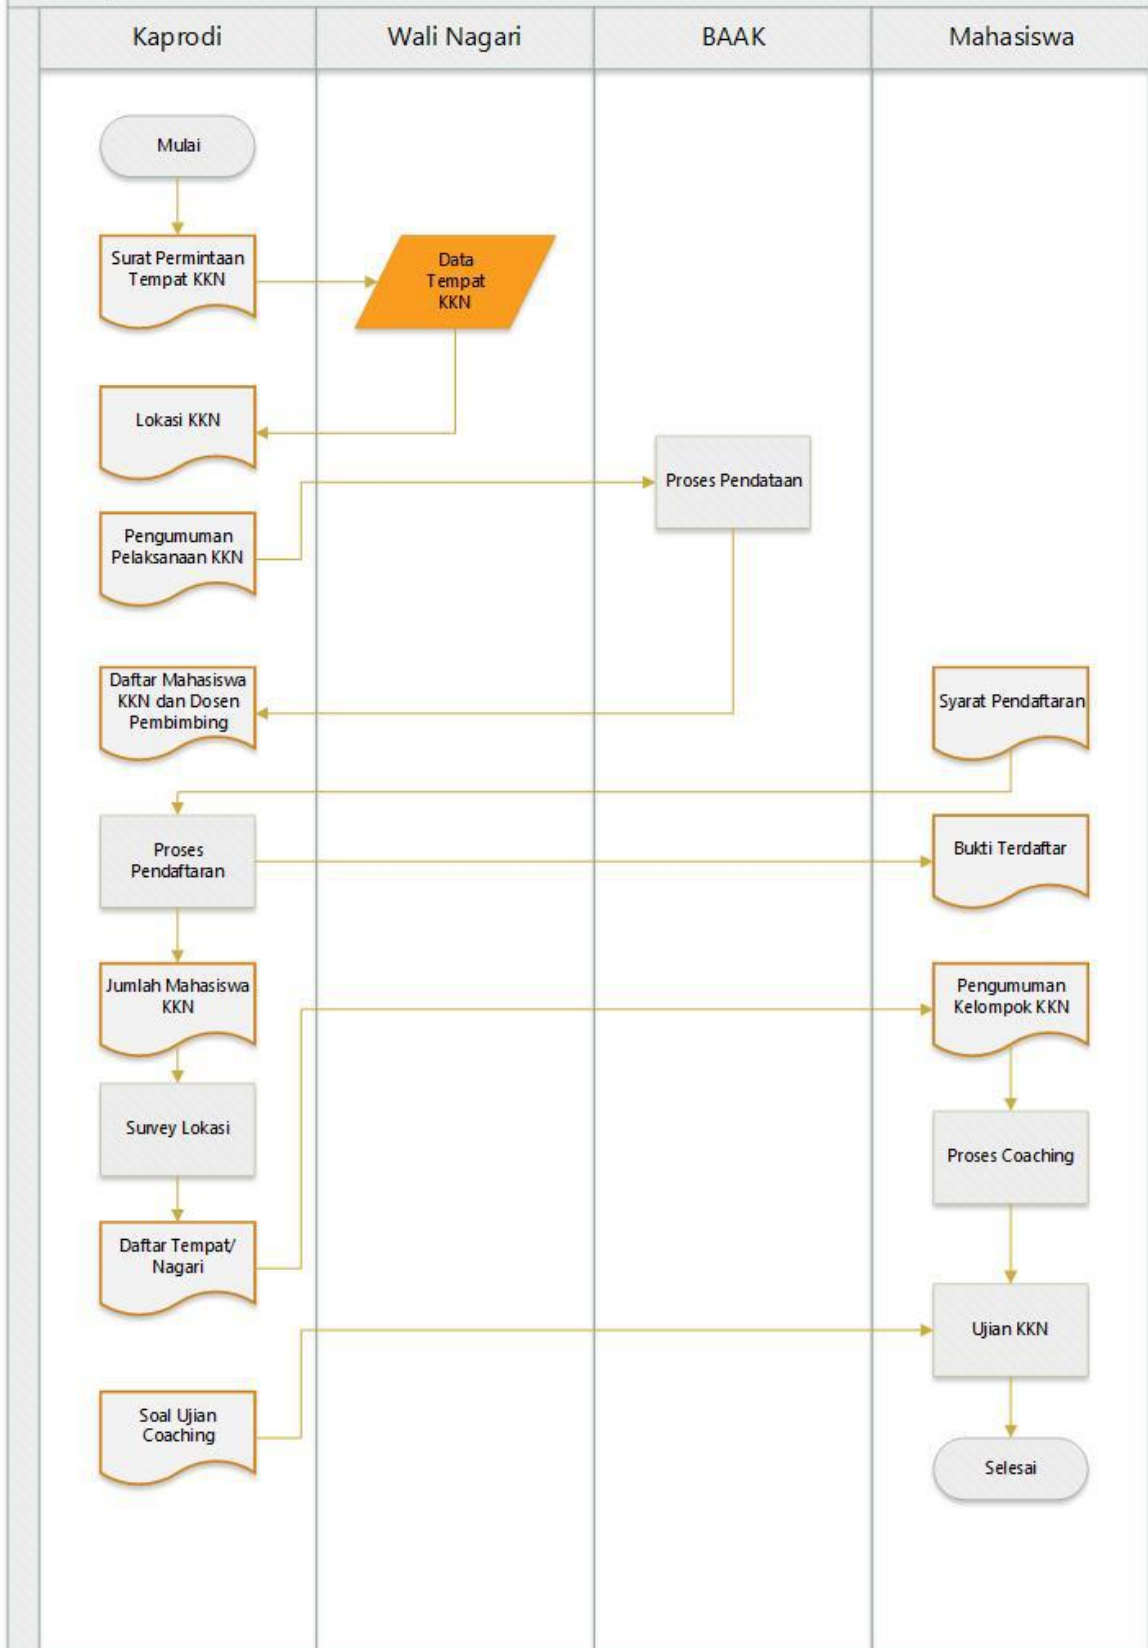 Kaprodi
Wali Nagari
BAAK
Mahasiswa
Mulai
Surat Permintaan
Tempat KKN
Data
Tempat
KKN
Lokasi KKN
Proses Pendataan
Pengumuman
Pelaksanaan KKN
Daftar Mahasiswa
KKN dan Dosen
Pembimbing
Syarat Pendaftaran
Proses
Pendaftaran
Bukti Terdaftar
Jumlah Mahasiswa
KKN
Pengumuman
Kelompok KKN
Survey Lokasi
Proses Coaching
Daftar Tempat/
Nagari
Ujian KKN
Soal Ujian
Coaching
Selesai